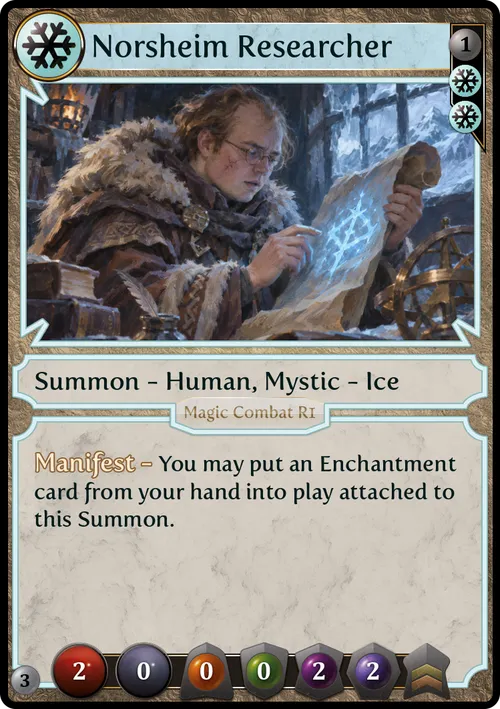 Norsheim Researcher
1
Summon - Human, Mystic - Ice
Magic Combat R1
Manifest - You may put an Enchantment
card from your hand into play attached to
this Summon.
3
2*
0*
0
0
2
2